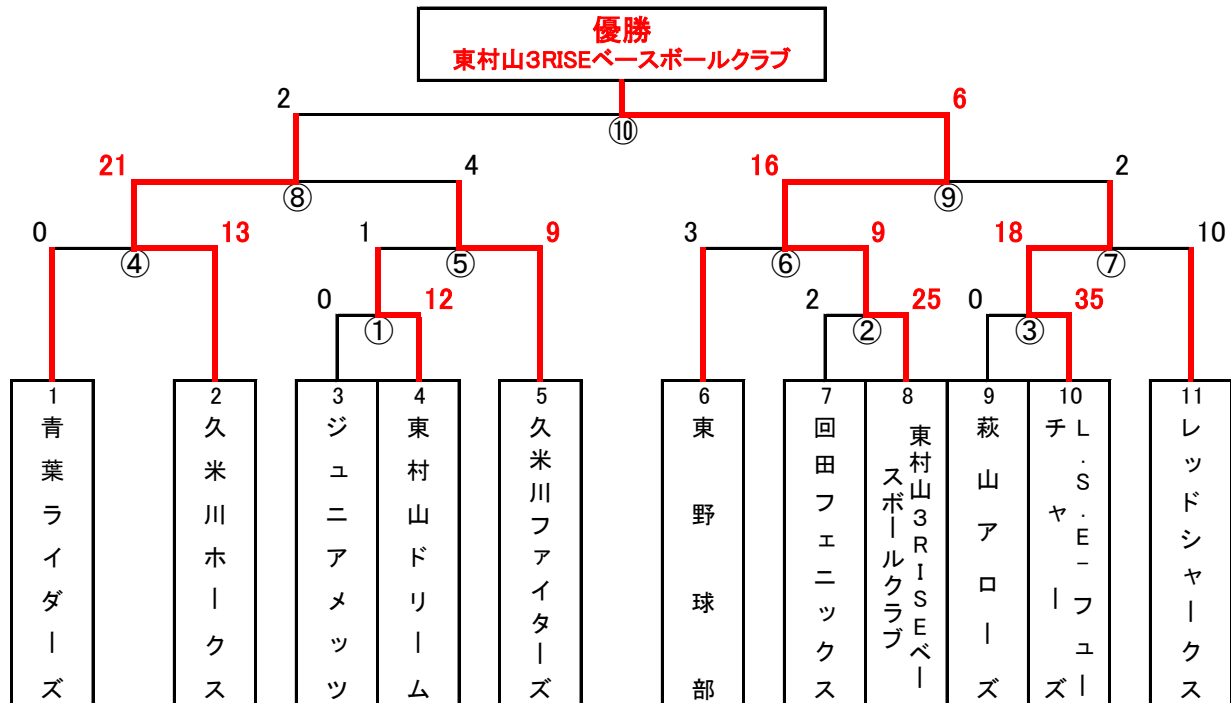 優勝
東村山3RISEベースボールクラブ
2
6
⑩
21
4
16
2
⑧
⑨
0
13
1
9
3
9
18
10
④
⑤
⑥
⑦
0
12
2
25
0
35
①
②
③
1
青葉ライダーズ
2
久米川ホークス
3
ジュニアメッツ
4
東村山ドリーム
5
久米川ファイターズ
6
東野球部
7
回田フェニックス
8
東村山3RISEベー
スボールクラブ
9
萩山アローズ
10
L.S.E-フュー
チャーズ
11
レッドシャークス